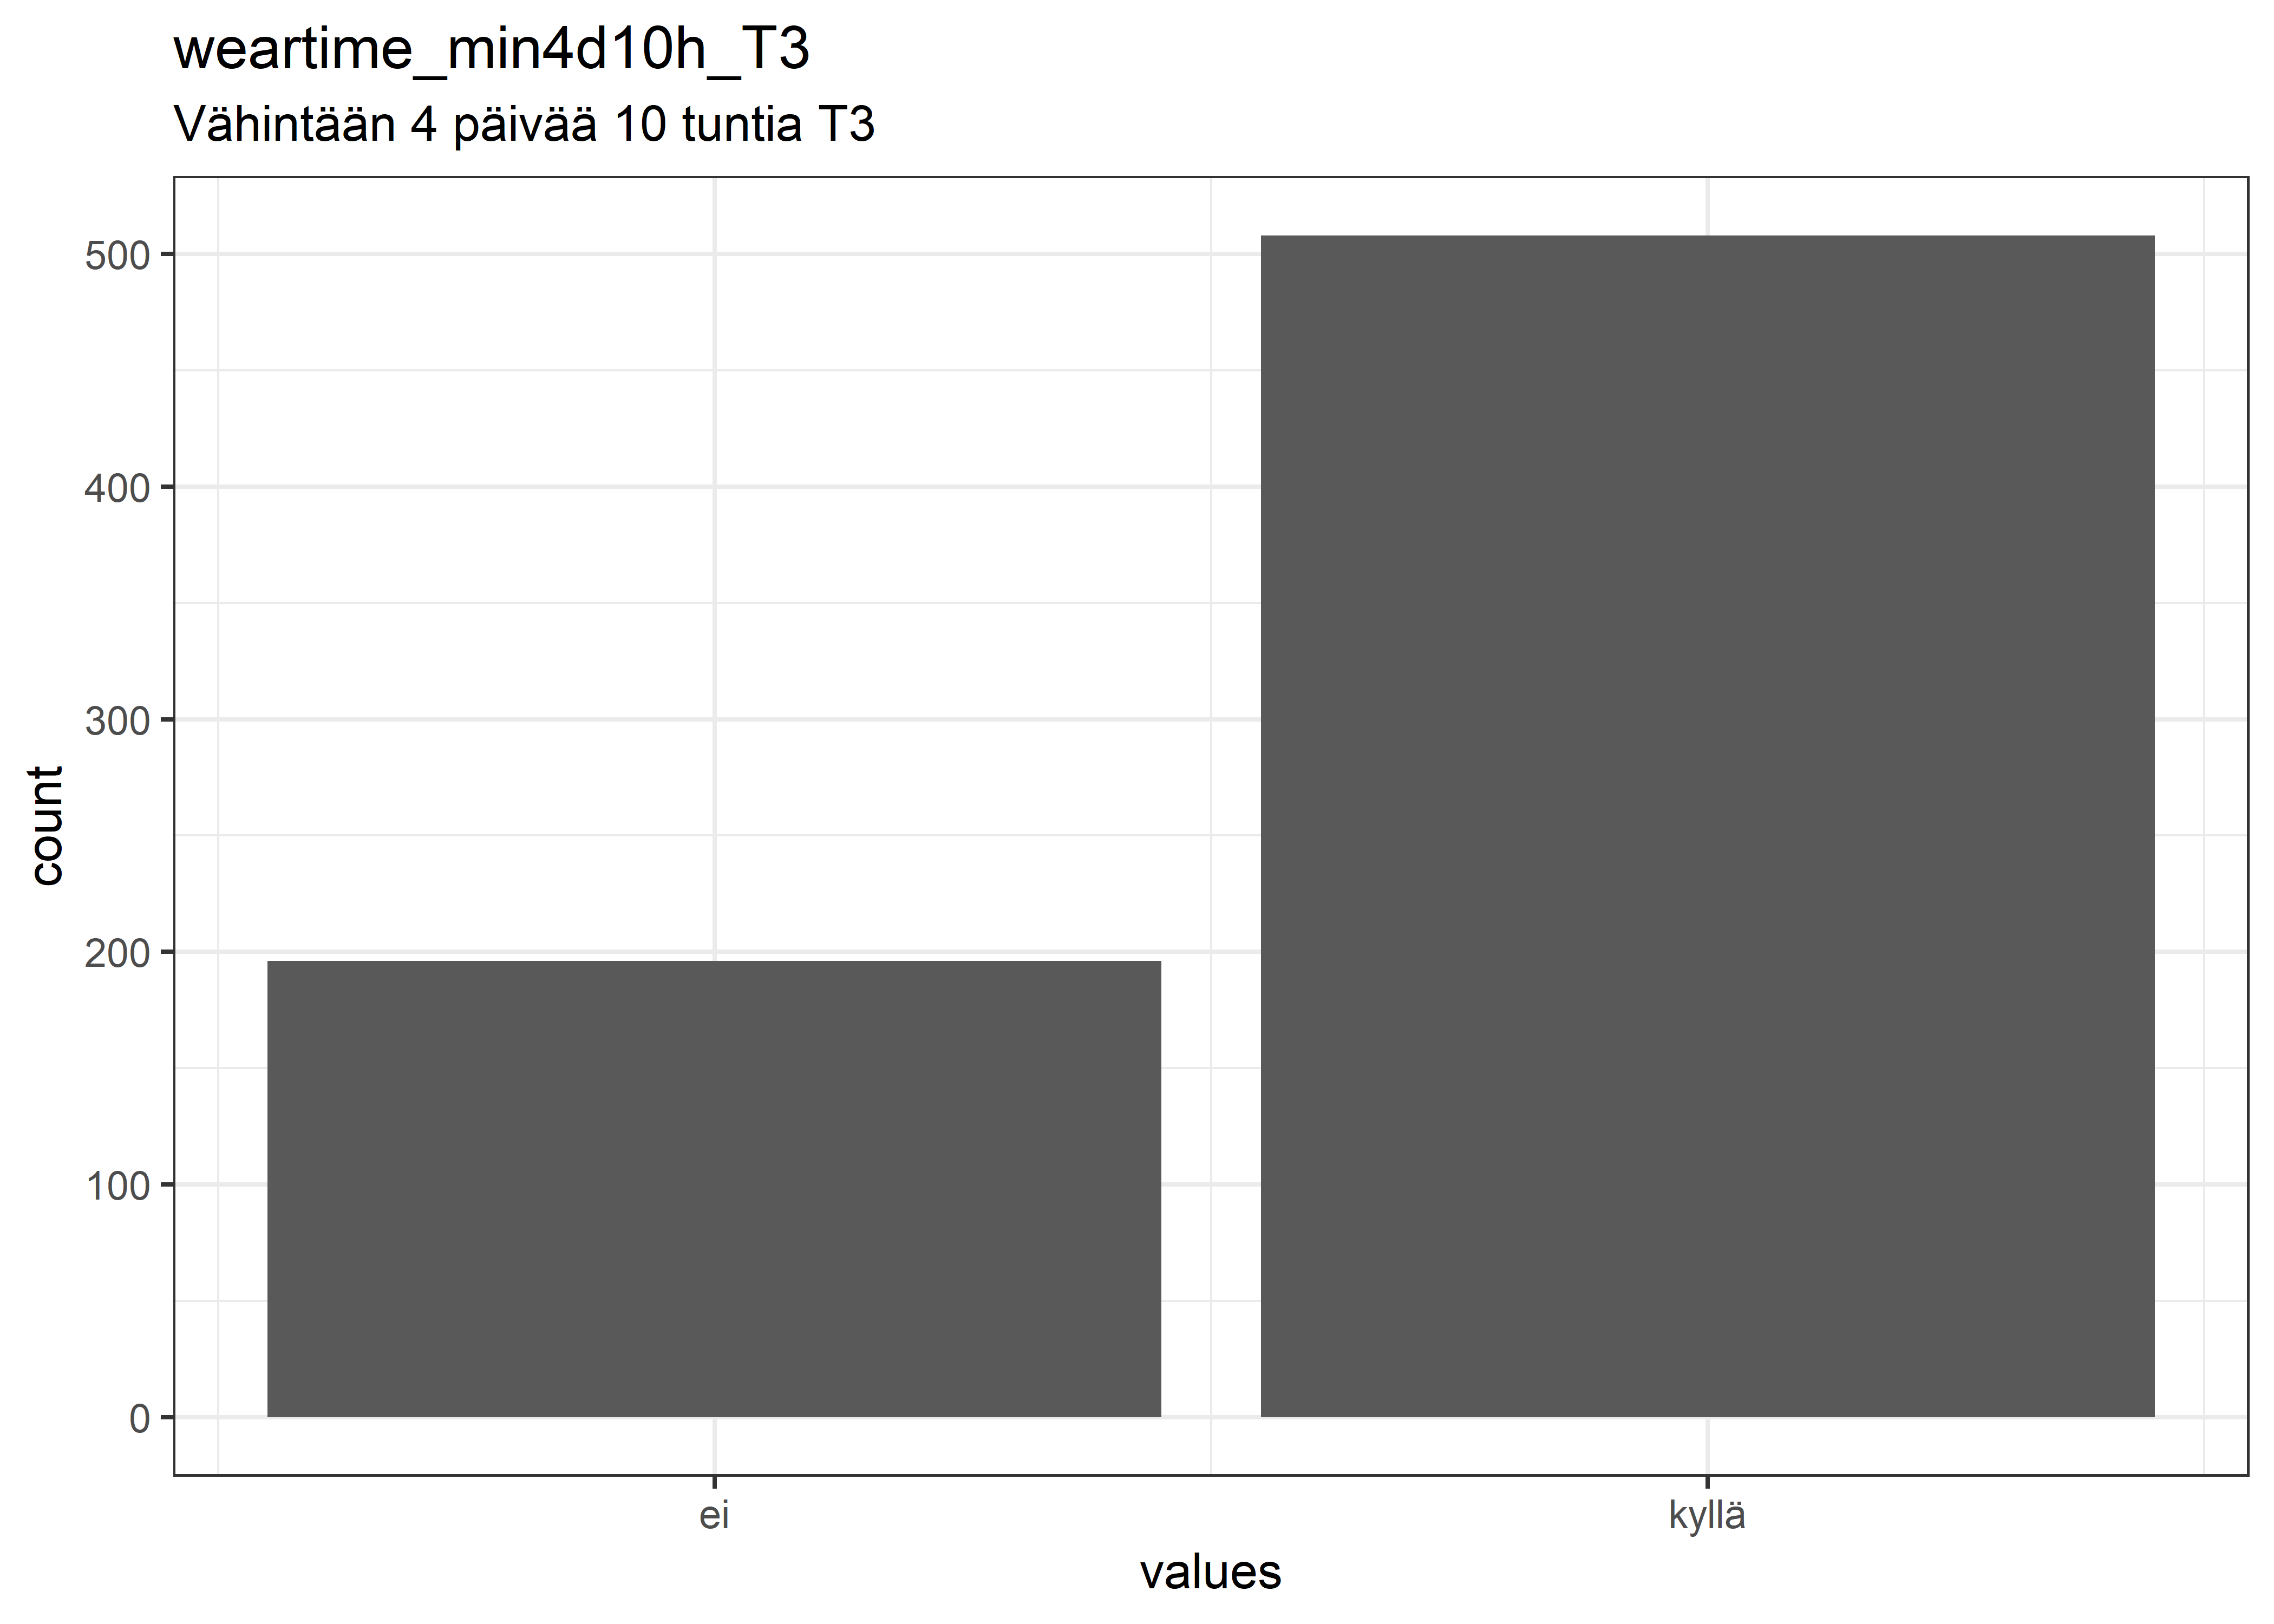 weartime_min4d10h_T3
Vähintään 4 päivää 10 tuntia T3
count
500
400
300
200
100
0
ei
kyllä
values